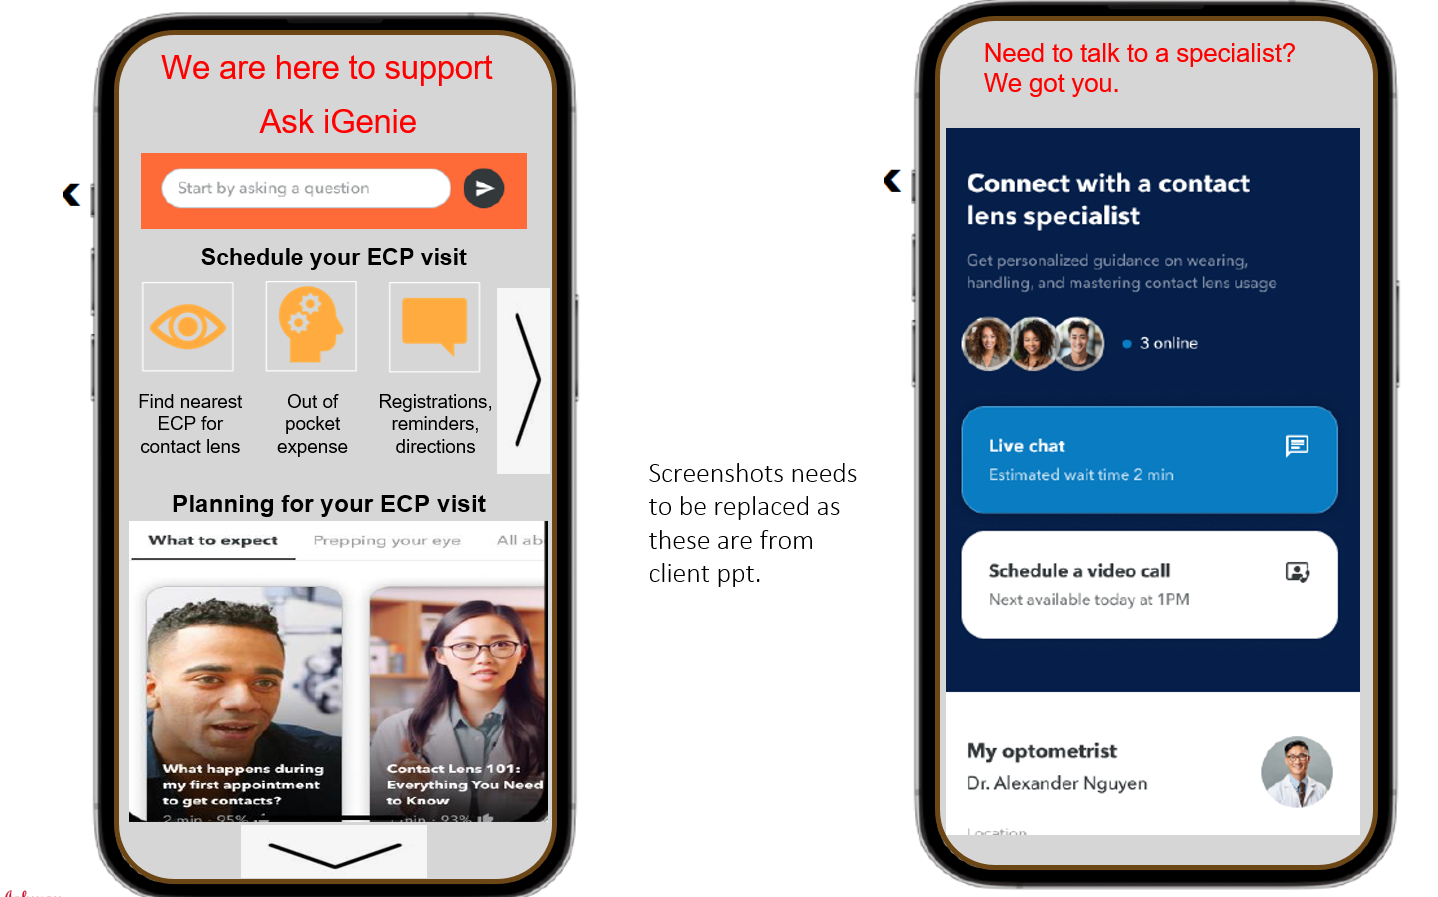 We are here to support
Ask iGenie
Start by asking a question
Schedule your ECP visit
Find nearest
ECP for
contact lens
Out of
pocket
expense
Registrations,
reminders,
directions
Planning for your ECP visit
What to expect
Prepping your eye
All ab
What happens during
my first appointment
to get contacts?
2 min · 95%
Contact Lens 101:
Everything You Need
to Know
min · 93%
Screenshots needs
to be replaced as
these are from
client ppt.
Need to talk to a specialist?
We got you.
Connect with a contact
lens specialist
Get personalized guidance on wearing,
handling, and mastering contact lens usage
3 online
Live chat
Estimated wait time 2 min
Schedule a video call
Next available today at 1PM
My optometrist
Dr. Alexander Nguyen
Location